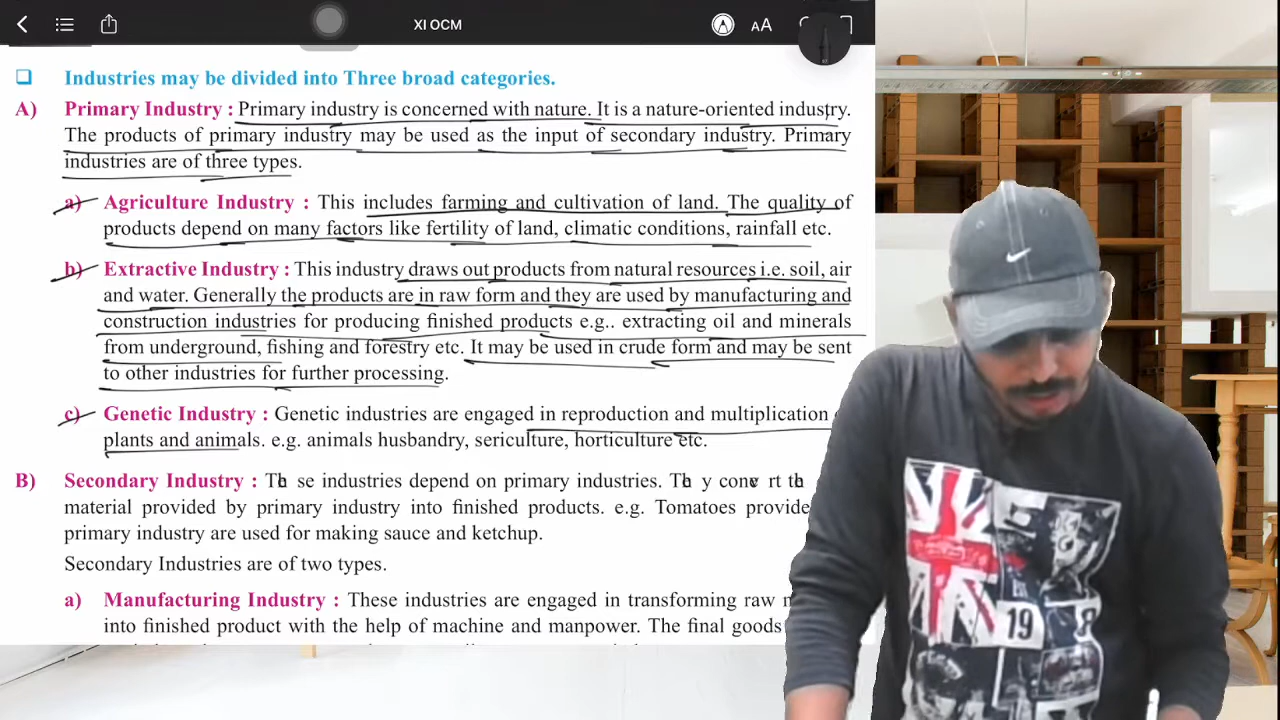 XI OCM
AA
Industries may be divided into Three broad categories.
A) Primary Industry : Primary industry is concerned with nature. It is a nature-oriented industry.
The products of primary industry may be used as the input of secondary industry. Primary
industries are of three types.
a) Agriculture Industry : This includes farming and cultivation of land. The quality of
products depend on many factors like fertility of land, climatic conditions, rainfall etc.
b) Extractive Industry : This industry draws out products from natural resources i.e. soil, air
and water. Generally the products are in raw form and they are used by manufacturing and
construction industries for producing finished products e.g.. extracting oil and minerals
from underground, fishing and forestry etc. It may be used in crude form and may be sent
to other industries for further processing.
c) Genetic Industry : Genetic industries are engaged in reproduction and multiplication
plants and animals. e.g. animals husbandry, sericulture, horticulture etc.
B) Secondary Industry : These industries depend on primary industries. They convert the
material provided by primary industry into finished products. e.g. Tomatoes provide
primary industry are used for making sauce and ketchup.
Secondary Industries are of two types.
a) Manufacturing Industry : These industries are engaged in transforming raw
into finished product with the help of machine and manpower. The final goods
19